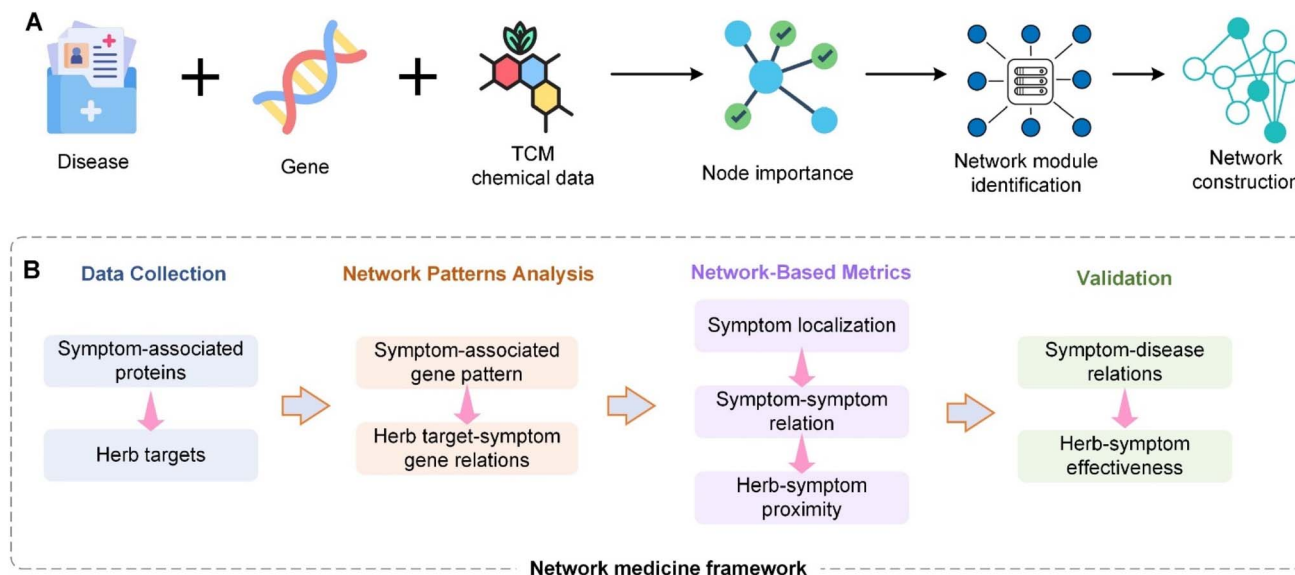 A
Disease
Gene
TCM
chemical data
Node importance
Network module
identification
Network
construction
B
Data Collection
Symptom-associated
proteins
Herb targets
Network Patterns Analysis
Symptom-associated
gene pattern
Herb target-symptom
gene relations
Network-Based Metrics
Symptom localization
Symptom-symptom
relation
Herb-symptom
proximity
Validation
Symptom-disease
relations
Herb-symptom
effectiveness
Network medicine framework